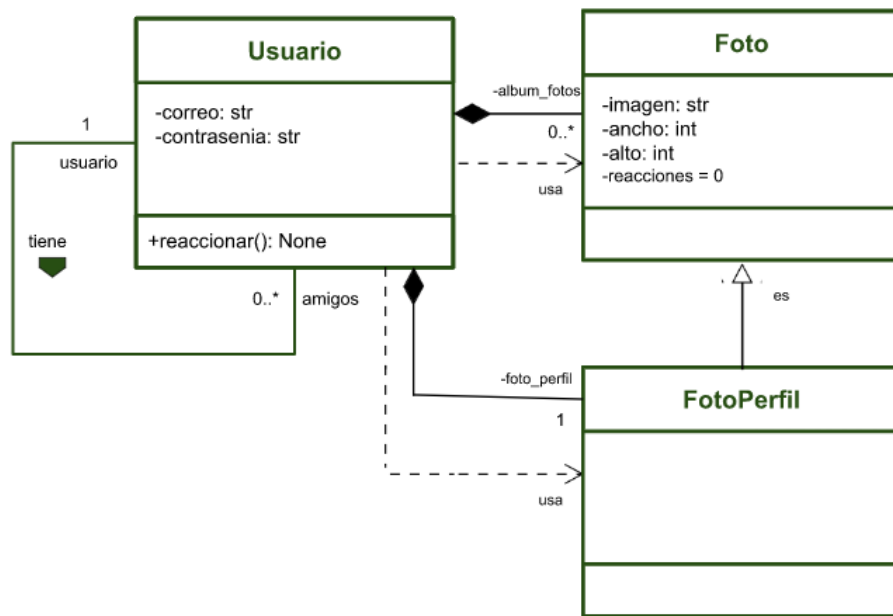 Usuario
-correo: str
-contrasenia: str
+reaccionar(): None
1
usuario
tiene
0..*
amigos
-album_fotos
0..*
usa
Foto
-imagen: str
-ancho: int
-alto: int
-reacciones = 0
es
-foto_perfil
1
usa
FotoPerfil